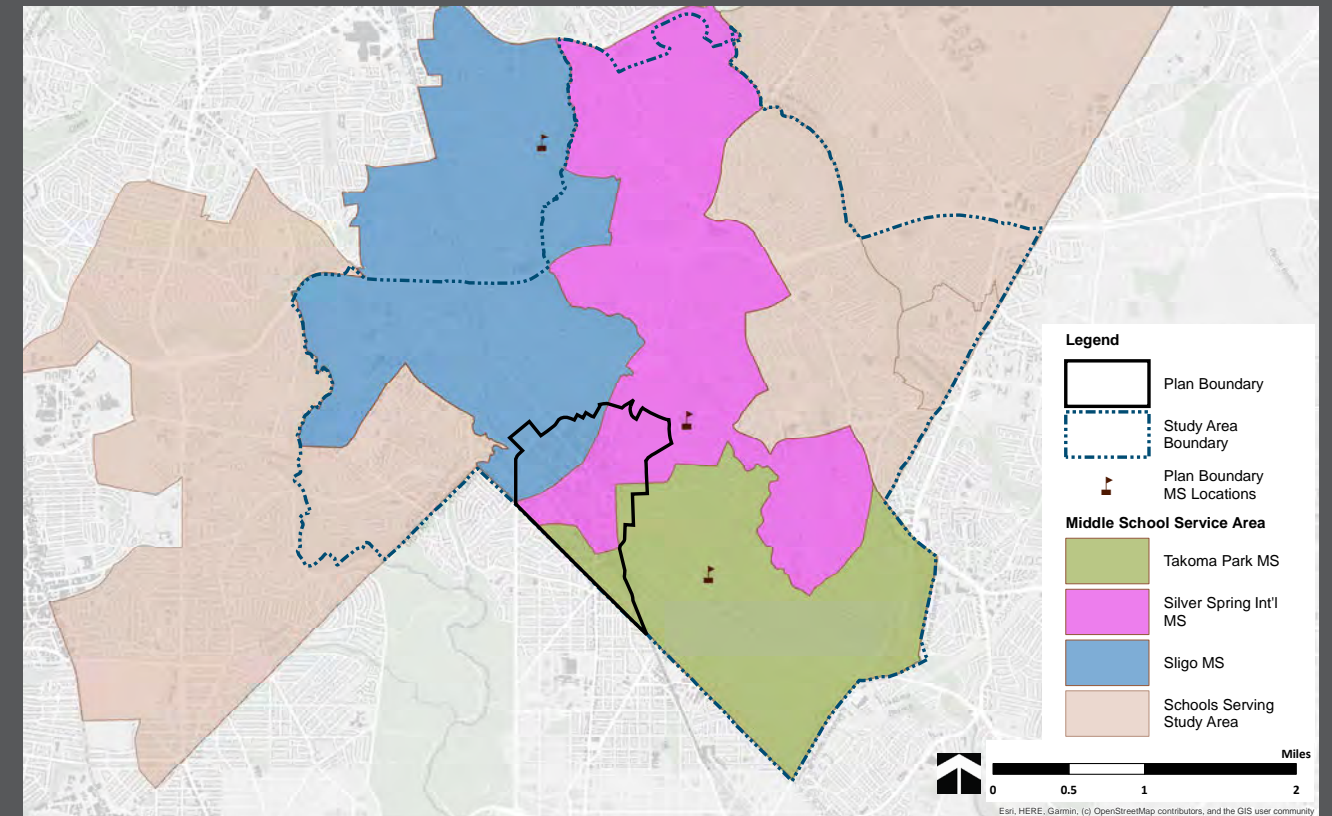 Legend
Plan Boundary
Study Area
Boundary
Plan Boundary
MS Locations
Middle School Service Area
Takoma Park MS
Silver Spring Int'l
MS
Sligo MS
Schools Serving
Study Area
Miles
0 0.5 1 2
Esri, HERE, Garmin, (c) OpenStreetMap contributors, and the GIS user community